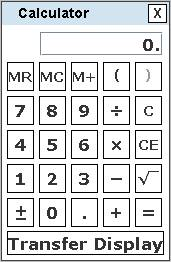 Calculator X
0.
MR MC M+ ( )
7 8 9 ÷ C
4 5 6 × CE
1 2 3 − √
± 0 . + =
Transfer Display